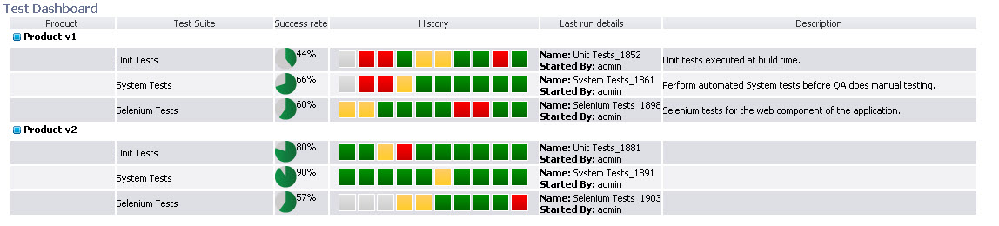 Test Dashboard
Product Test Suite Success rate History Last run details Description
Product v1
Unit Tests 44% Name: Unit Tests_1852 Unit tests executed at build time.
Started By: admin
System Tests 66% Name: System Tests_1861 Perform automated System tests before QA does manual testing.
Started By: admin
Selenium Tests 60% Name: Selenium Tests_1898 Selenium tests for the web component of the application.
Started By: admin
Product v2
Unit Tests 80% Name: Unit Tests_1881
Started By: admin
System Tests 90% Name: System Tests_1891
Started By: admin
Selenium Tests 57% Name: Selenium Tests_1903
Started By: admin